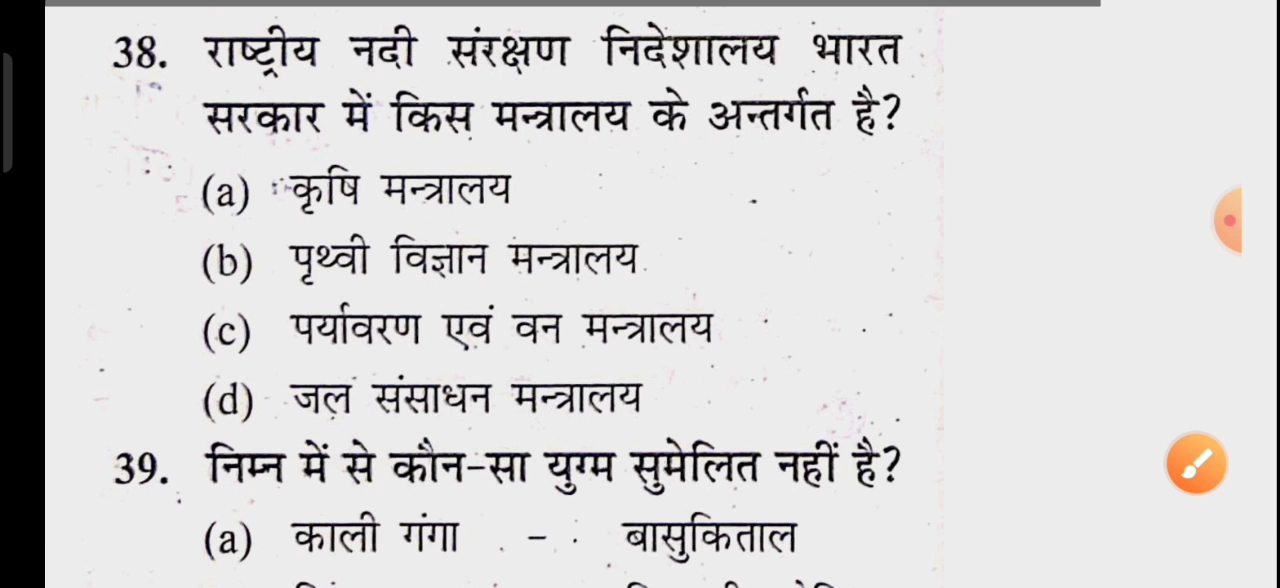 38. राष्ट्रीय नदी संरक्षण निदेशालय भारत
सरकार में किस मन्त्रालय के अन्तर्गत है?
(a) कृषि मन्त्रालय
(b) पृथ्वी विज्ञान मन्त्रालय
(c) पर्यावरण एवं वन मन्त्रालय
(d) जल संसाधन मन्त्रालय
39. निम्न में से कौन-सा युग्म सुमेलित नहीं है?
(a) काली गंगा - बासुकिताल